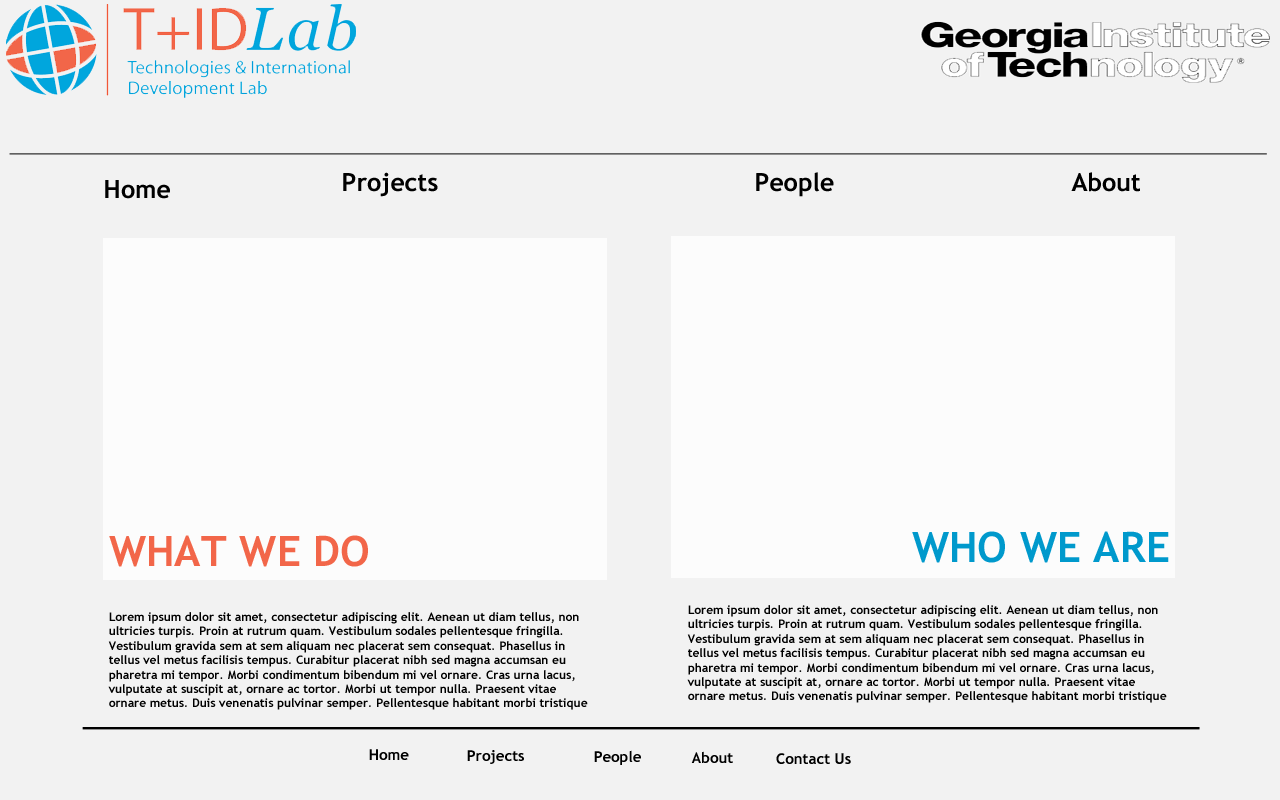 T+IDLab
Technologies & International
Development Lab
Georgia Institute
of Technology®
Home
Projects
People
About
WHAT WE DO
Lorem ipsum dolor sit amet, consectetur adipiscing elit. Aenean ut diam tellus, non
ultricies turpis. Proin at rutrum quam. Vestibulum sodales pellentesque fringilla.
Vestibulum gravida sem at sem aliquam nec placerat sem consequat. Phasellus in
tellus vel metus facilisis tempus. Curabitur placerat nibh sed magna accumsan eu
pharetra mi tempor. Morbi condimentum bibendum mi vel ornare. Cras urna lacus,
vulputate at suscipit at, ornare ac tortor. Morbi ut tempor nulla. Praesent vitae
ornare metus. Duis venenatis pulvinar semper. Pellentesque habitant morbi tristique
WHO WE ARE
Lorem ipsum dolor sit amet, consectetur adipiscing elit. Aenean ut diam tellus, non
ultricies turpis. Proin at rutrum quam. Vestibulum sodales pellentesque fringilla.
Vestibulum gravida sem at sem aliquam nec placerat sem consequat. Phasellus in
tellus vel metus facilisis tempus. Curabitur placerat nibh sed magna accumsan eu
pharetra mi tempor. Morbi condimentum bibendum mi vel ornare. Cras urna lacus,
vulputate at suscipit at, ornare ac tortor. Morbi ut tempor nulla. Praesent vitae
ornare metus. Duis venenatis pulvinar semper. Pellentesque habitant morbi tristique
Home
Projects
People
About
Contact Us